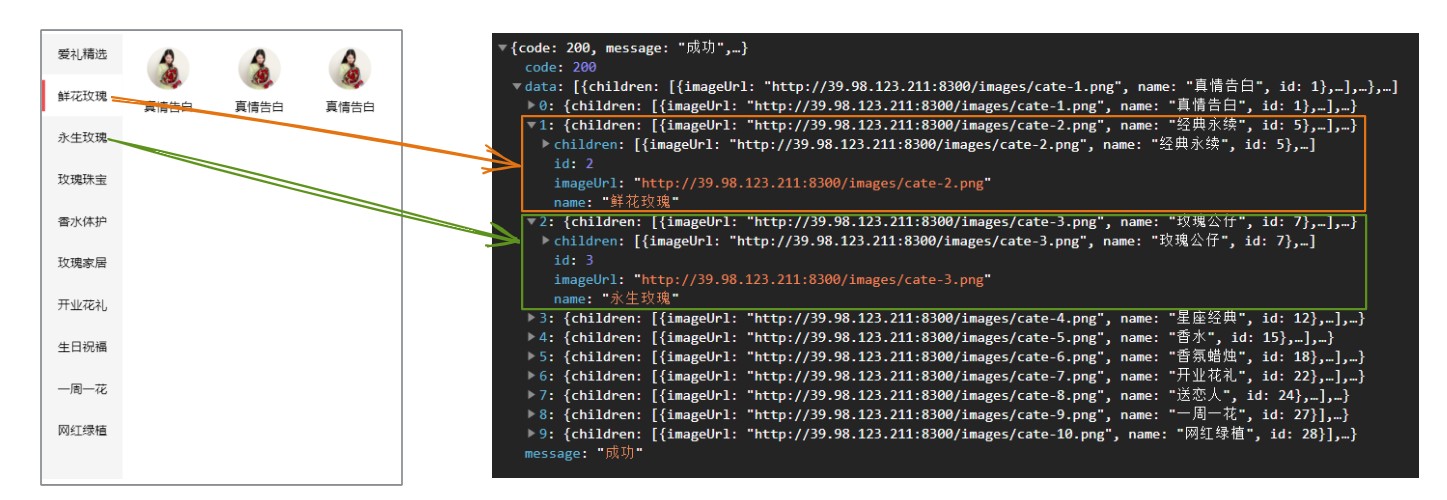 爱礼精选
鲜花玫瑰
永生玫瑰
玫瑰珠宝
香水体护
玫瑰家居
开业花礼
生日祝福
一周一花
网红绿植
真情告白
真情告白
真情告白
▼{code: 200, message: "成功",…}
code: 200
▼data: [{children: [{imageUrl: "http://39.98.123.211:8300/images/cate-1.png", name: "真情告白", id: 1},…],…},…]
▶0: {children: [{imageUrl: "http://39.98.123.211:8300/images/cate-1.png", name: "真情告白", id: 1},…],…}
▼1: {children: [{imageUrl: "http://39.98.123.211:8300/images/cate-2.png", name: "经典永续", id: 5},…],…}
▶children: [{imageUrl: "http://39.98.123.211:8300/images/cate-2.png", name: "经典永续", id: 5},…]
id: 2
imageUrl: "http://39.98.123.211:8300/images/cate-2.png"
name: "鲜花玫瑰"
▼2: {children: [{imageUrl: "http://39.98.123.211:8300/images/cate-3.png", name: "玫瑰公仔", id: 7},…],…}
▶children: [{imageUrl: "http://39.98.123.211:8300/images/cate-3.png", name: "玫瑰公仔", id: 7},…]
id: 3
imageUrl: "http://39.98.123.211:8300/images/cate-3.png"
name: "永生玫瑰"
▶3: {children: [{imageUrl: "http://39.98.123.211:8300/images/cate-4.png", name: "星座经典", id: 12},…],…}
▶4: {children: [{imageUrl: "http://39.98.123.211:8300/images/cate-5.png", name: "香水", id: 15},…],…}
▶5: {children: [{imageUrl: "http://39.98.123.211:8300/images/cate-6.png", name: "香氛蜡烛", id: 18},…],…}
▶6: {children: [{imageUrl: "http://39.98.123.211:8300/images/cate-7.png", name: "开业花礼", id: 22},…],…}
▶7: {children: [{imageUrl: "http://39.98.123.211:8300/images/cate-8.png", name: "送恋人", id: 24},…],…}
▶8: {children: [{imageUrl: "http://39.98.123.211:8300/images/cate-9.png", name: "一周一花", id: 27}],…}
▶9: {children: [{imageUrl: "http://39.98.123.211:8300/images/cate-10.png", name: "网红绿植", id: 28}],…}
message: "成功"